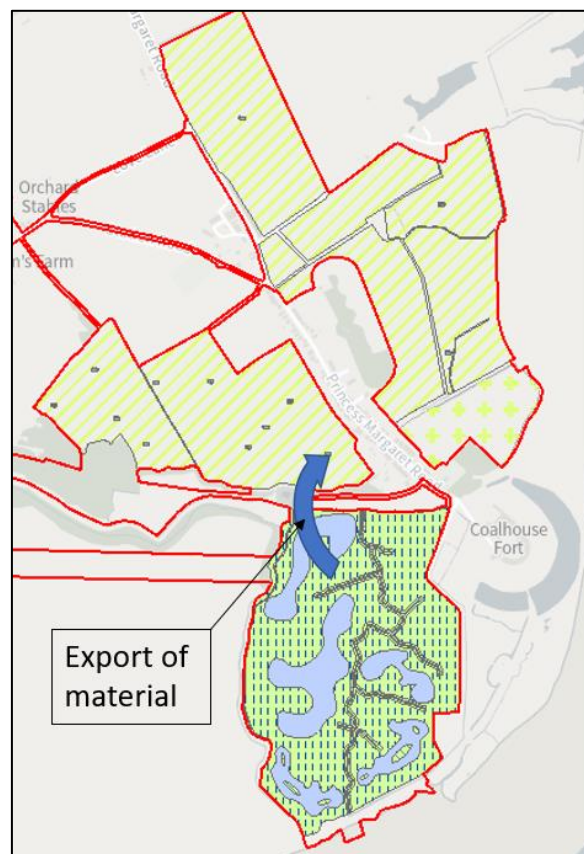 Margaret Road
Orchard
Stables
n's Farm
Princess Margaret Road
Coalhouse
Fort
Export of
material